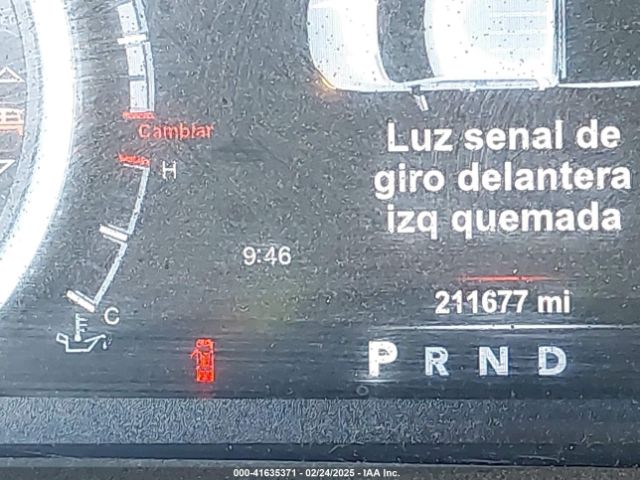 Cambiar
H
C
Luz senal de
giro delantera
izq quemada
9:46
211677 mi
P R N D
000-41635371 - 02/24/2025 - IAA Inc.